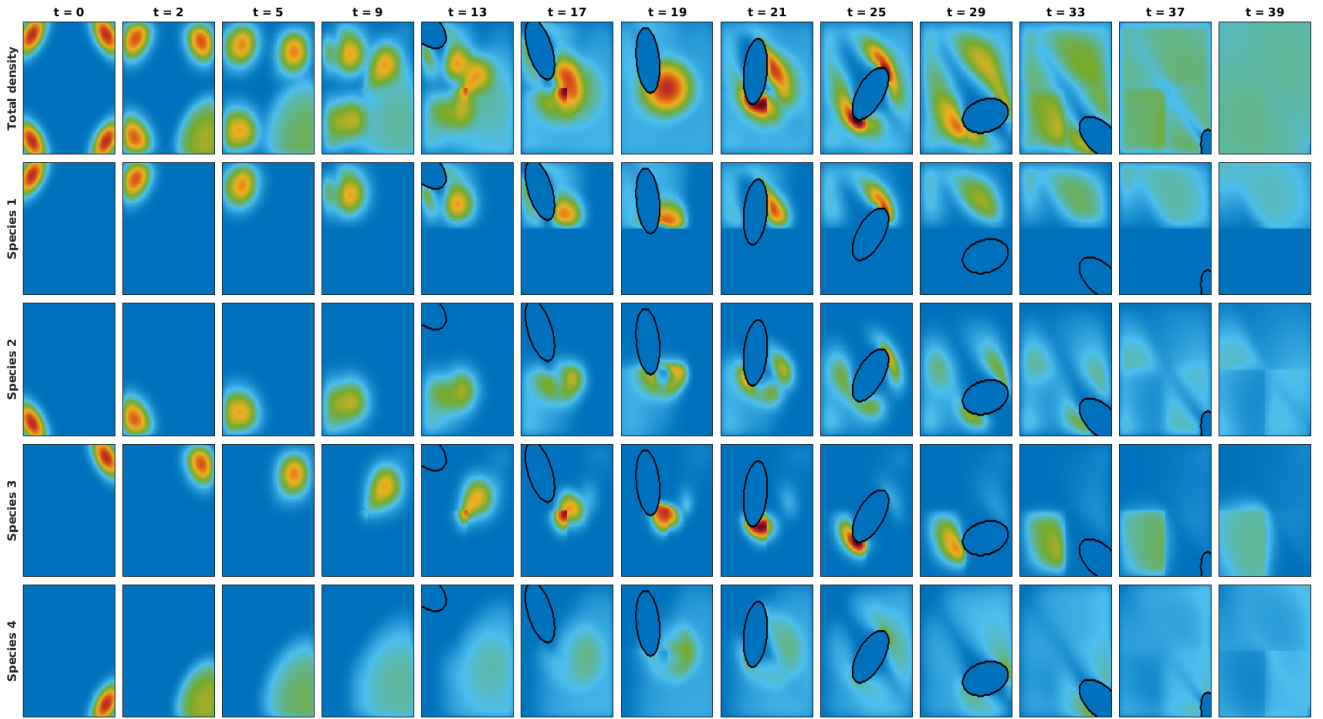 t = 0 t = 2 t = 5 t = 9 t = 13 t = 17 t = 19 t = 21 t = 25 t = 29 t = 33 t = 37 t = 39
Total density
Species 1
Species 2
Species 3
Species 4